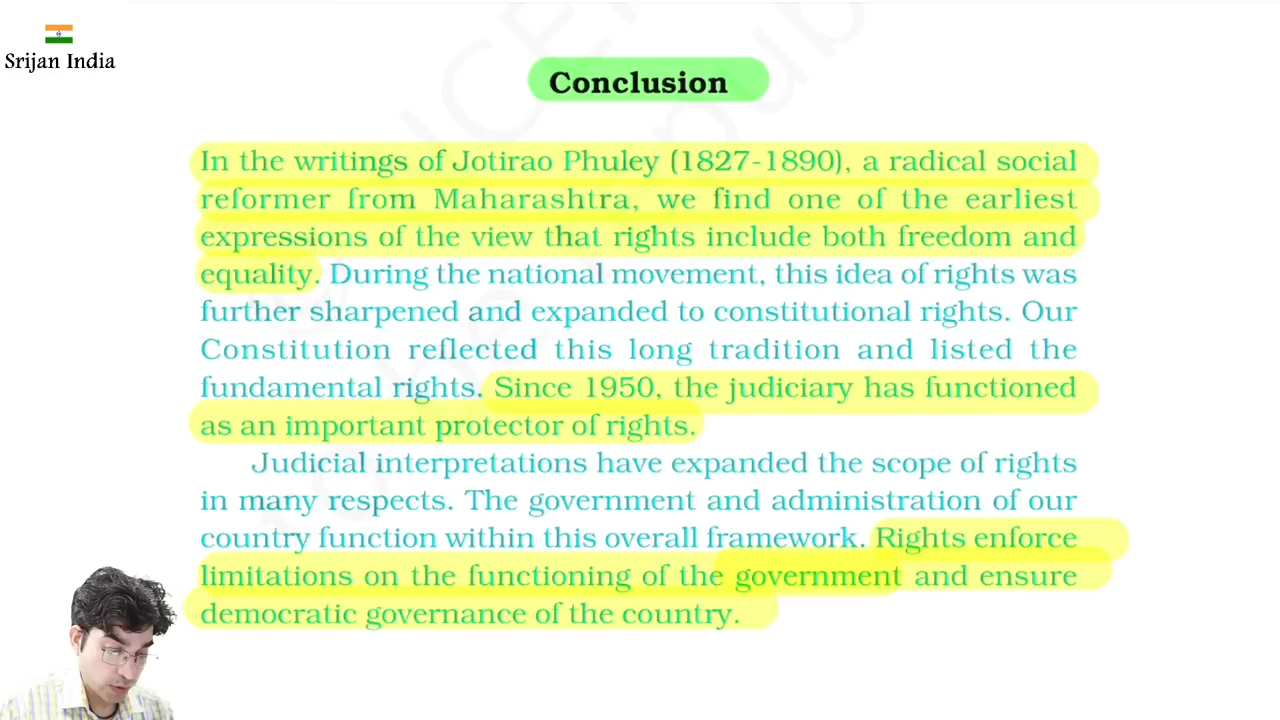 Srijan India
Conclusion
In the writings of Jotirao Phuley (1827-1890), a radical social
reformer from Maharashtra, we find one of the earliest
expressions of the view that rights include both freedom and
equality. During the national movement, this idea of rights was
further sharpened and expanded to constitutional rights. Our
Constitution reflected this long tradition and listed the
fundamental rights. Since 1950, the judiciary has functioned
as an important protector of rights.
Judicial interpretations have expanded the scope of rights
in many respects. The government and administration of our
country function within this overall framework. Rights enforce
limitations on the functioning of the government and ensure
democratic governance of the country.